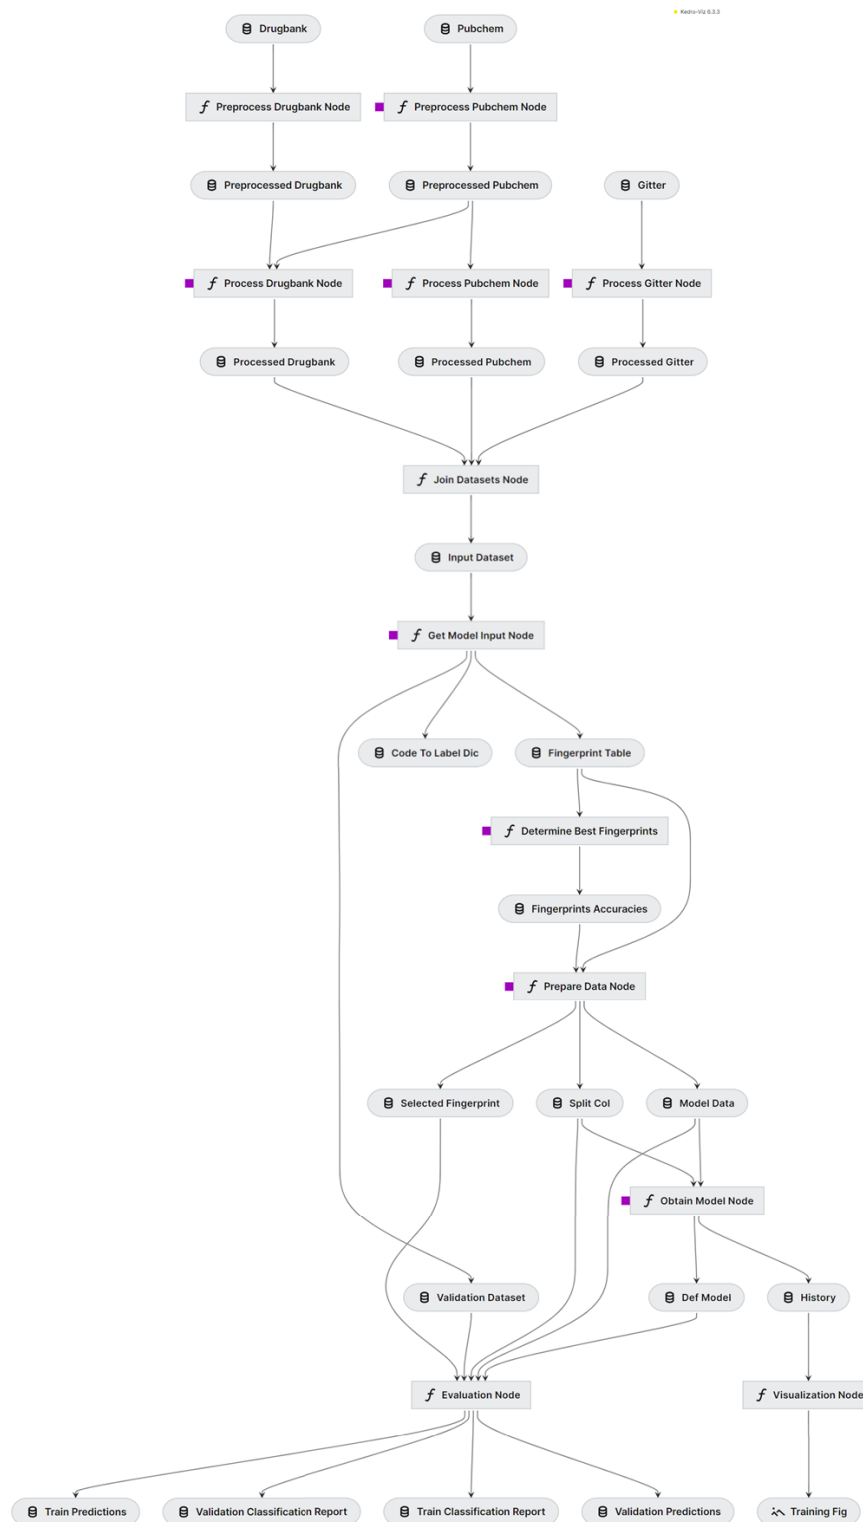 Kedro-Viz 6.3.3
Drugbank
Pubchem
Preprocess Drugbank Node
Preprocess Pubchem Node
Preprocessed Drugbank
Preprocessed Pubchem
Gitter
Process Drugbank Node
Process Pubchem Node
Process Gitter Node
Processed Drugbank
Processed Pubchem
Processed Gitter
Join Datasets Node
Input Dataset
Get Model Input Node
Code To Label Dic
Fingerprint Table
Determine Best Fingerprints
Fingerprints Accuracies
Prepare Data Node
Selected Fingerprint
Split Col
Model Data
Obtain Model Node
Validation Dataset
Def Model
History
Evaluation Node
Visualization Node
Train Predictions
Validation Classification Report
Train Classification Report
Validation Predictions
Training Fig